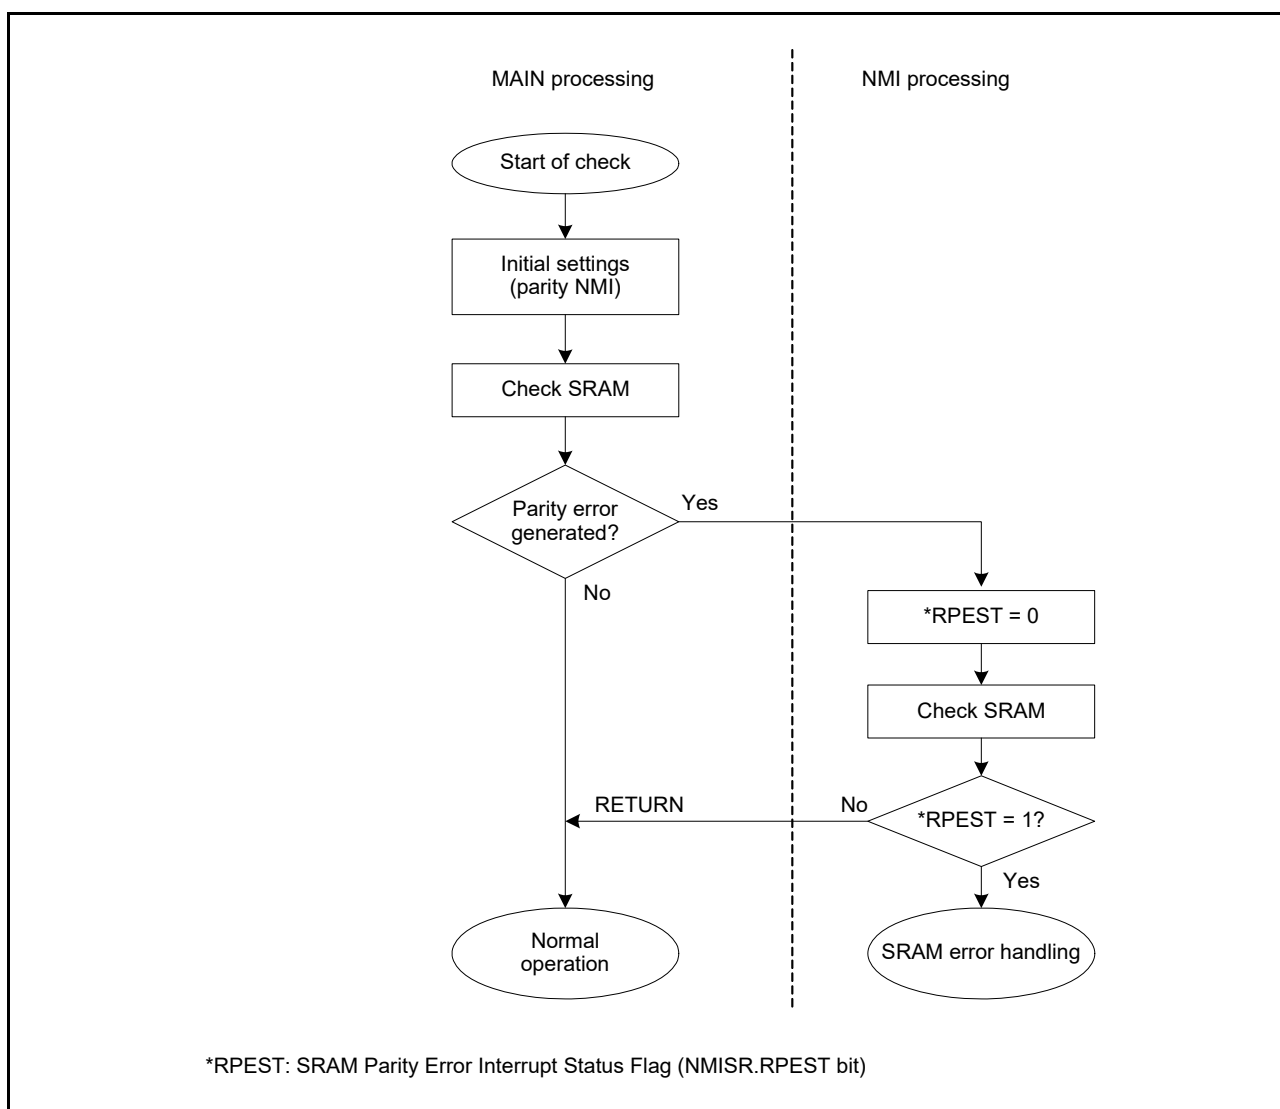 MAIN processing
NMI processing
Start of check
Initial settings
(parity NMI)
Check SRAM
Parity error
generated?
Yes
No
*RPEST = 0
Check SRAM
*RPEST = 1?
No
RETURN
Yes
Normal
operation
SRAM error handling
*RPEST: SRAM Parity Error Interrupt Status Flag (NMISR.RPEST bit)